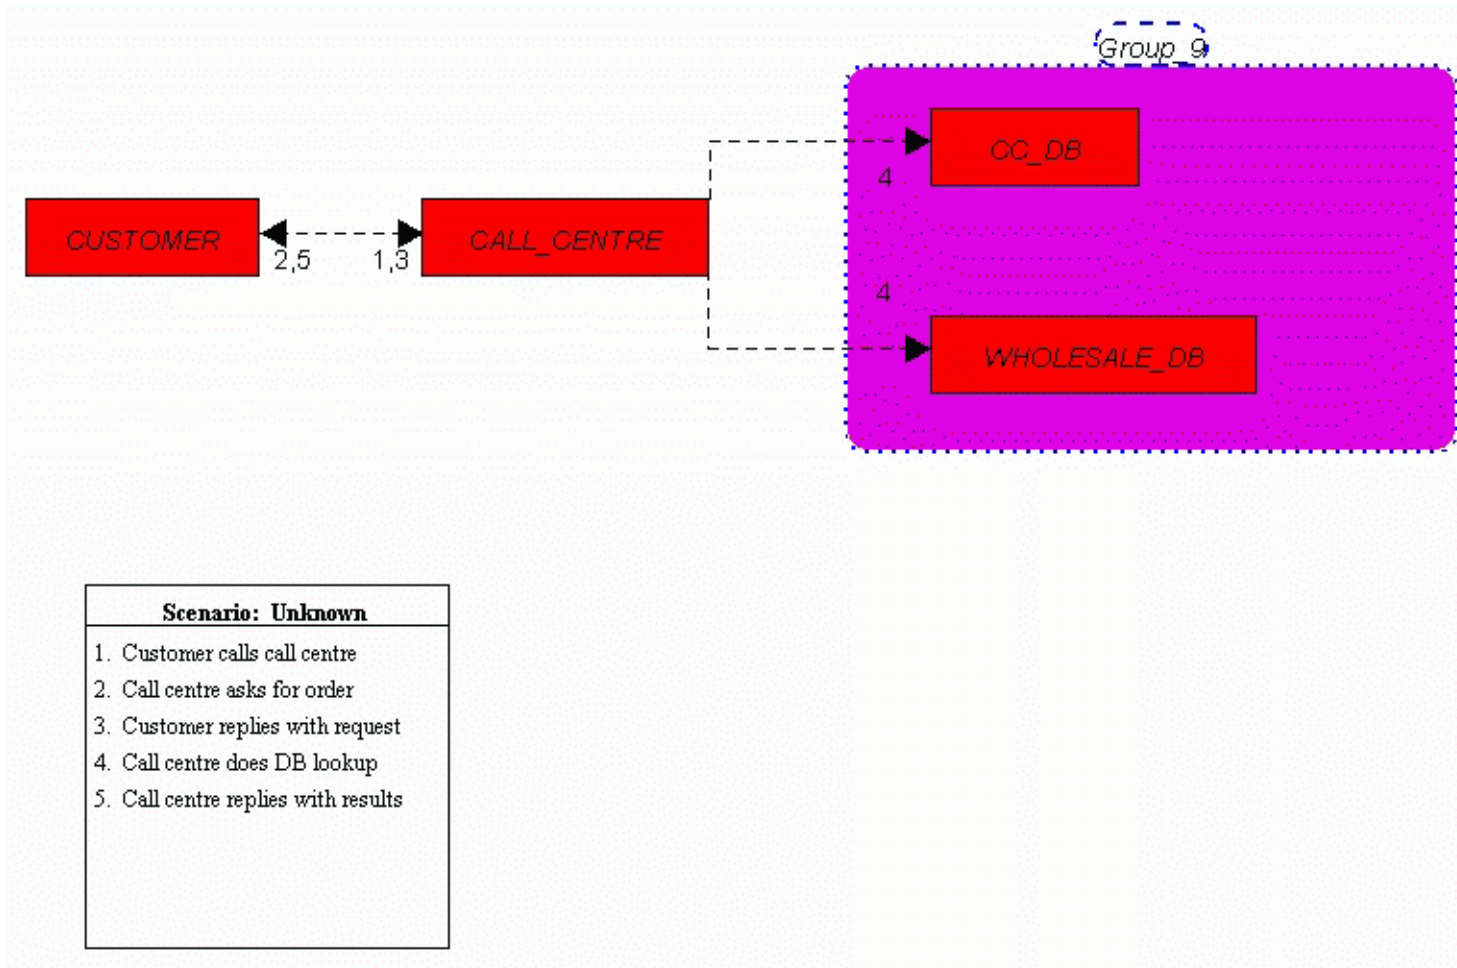 Group_9
CC_DB
4
CUSTOMER
2,5
1,3
CALL_CENTRE
4
WHOLESALE_DB
Scenario: Unknown
1. Customer calls call centre
2. Call centre asks for order
3. Customer replies with request
4. Call centre does DB lookup
5. Call centre replies with results